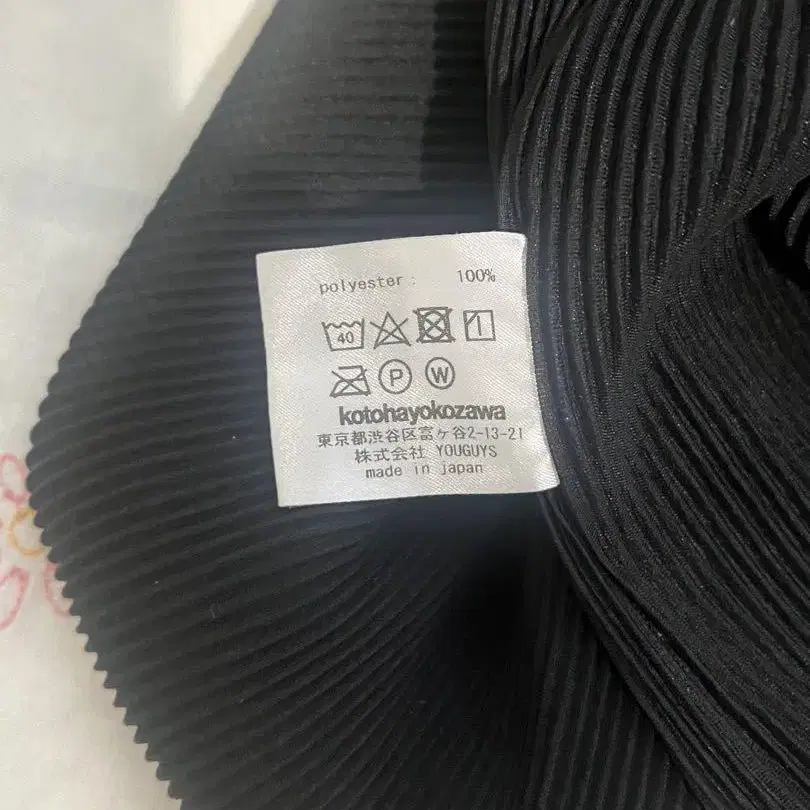 polyester : 100%
40
P W
kotohayokozawa
東京都渋谷区富ヶ谷2-13-21
株式会社 YOUGUYS
made in japan